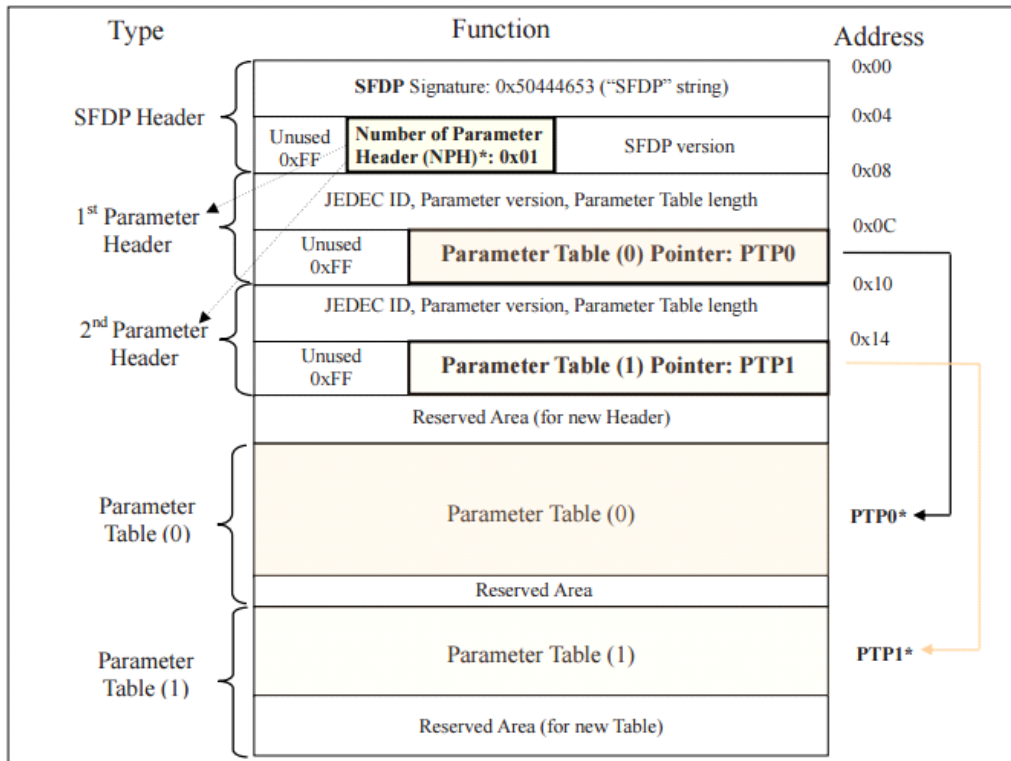 Type
Function
Address
0x00
SFDP Signature: 0x50444653 (“SFDP” string)
SFDP Header
0x04
Unused
0xFF
Number of Parameter
Header (NPH)*: 0x01
SFDP version
0x08
1st Parameter
Header
JEDEC ID, Parameter version, Parameter Table length
0x0C
Unused
0xFF
Parameter Table (0) Pointer: PTP0
0x10
2nd Parameter
Header
JEDEC ID, Parameter version, Parameter Table length
0x14
Unused
0xFF
Parameter Table (1) Pointer: PTP1
Reserved Area (for new Header)
Parameter
Table (0)
Parameter Table (0)
PTP0*
Reserved Area
Parameter
Table (1)
Parameter Table (1)
PTP1*
Reserved Area (for new Table)